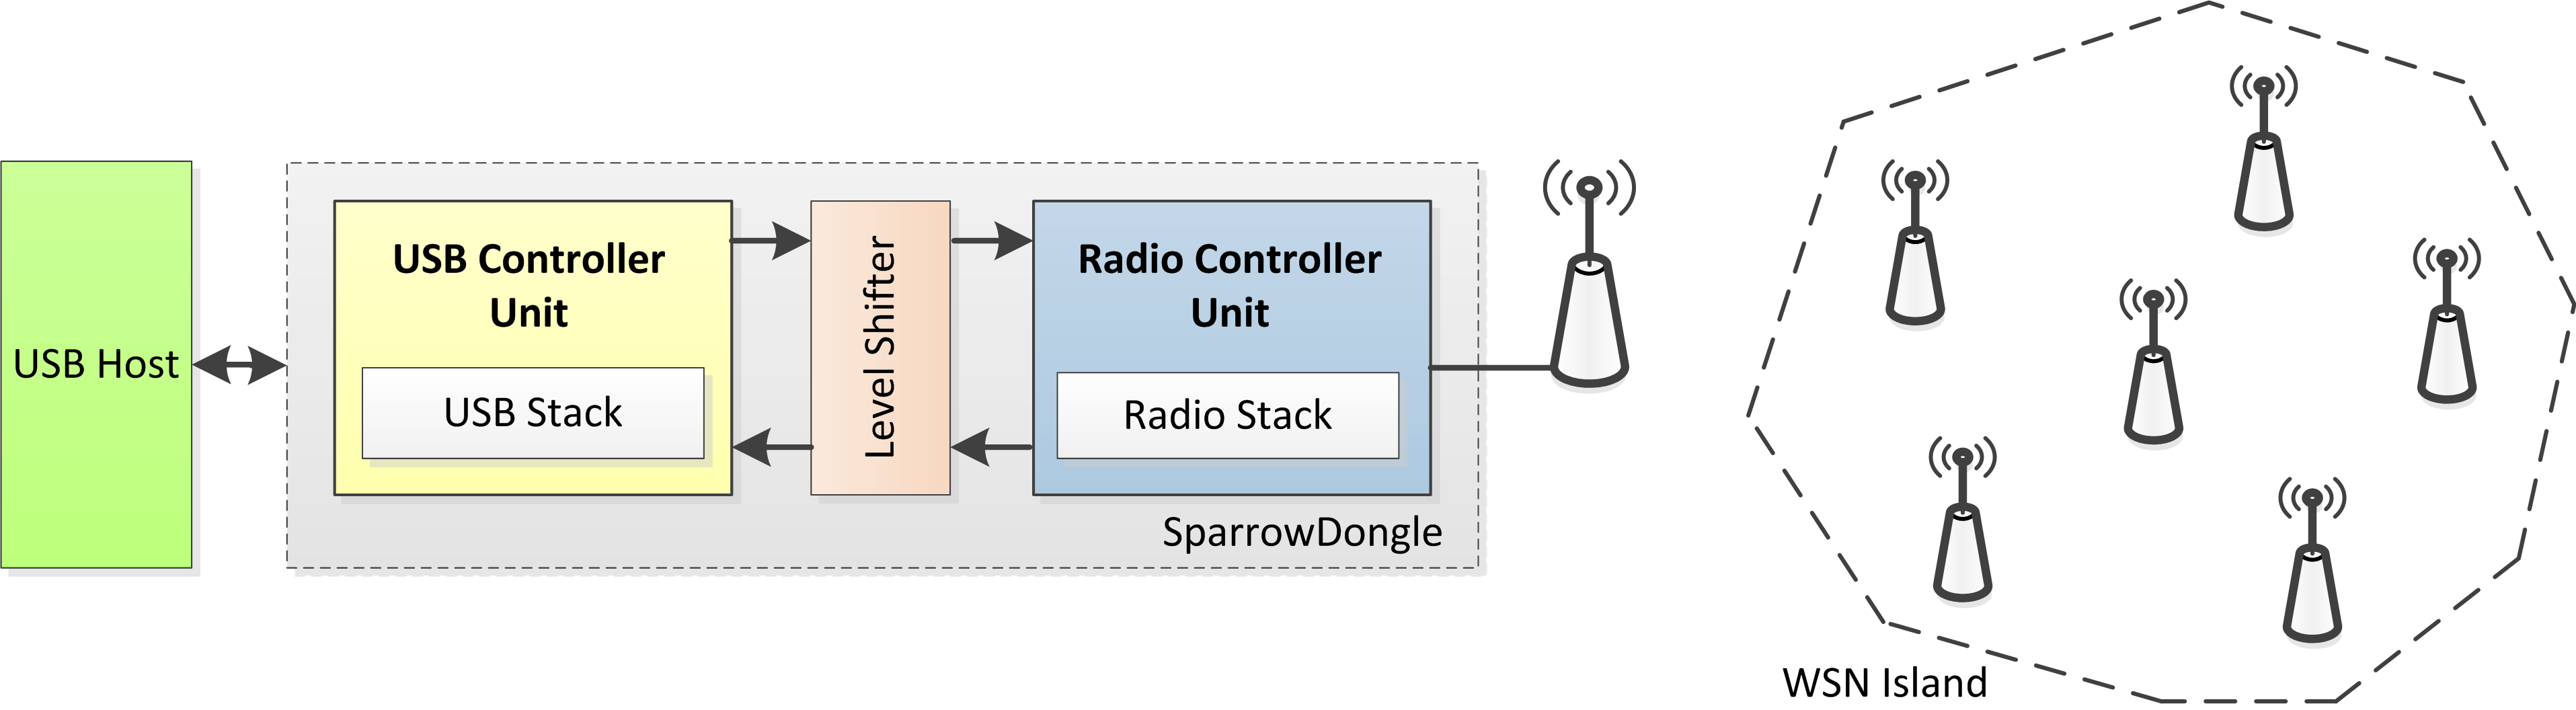 USB Host
USB Controller
Unit
USB Stack
Level Shifter
Radio Controller
Unit
Radio Stack
SparrowDongle
WSN Island